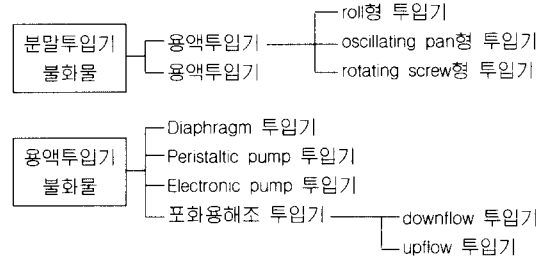 분말투입기
불화물
용액투입기
용액투입기
roll형 투입기
oscillating pan형 투입기
rotating screw형 투입기
용액투입기
불화물
Diaphragm 투입기
Peristaltic pump 투입기
Electronic pump 투입기
포화용해조 투입기
downflow 투입기
upflow 투입기